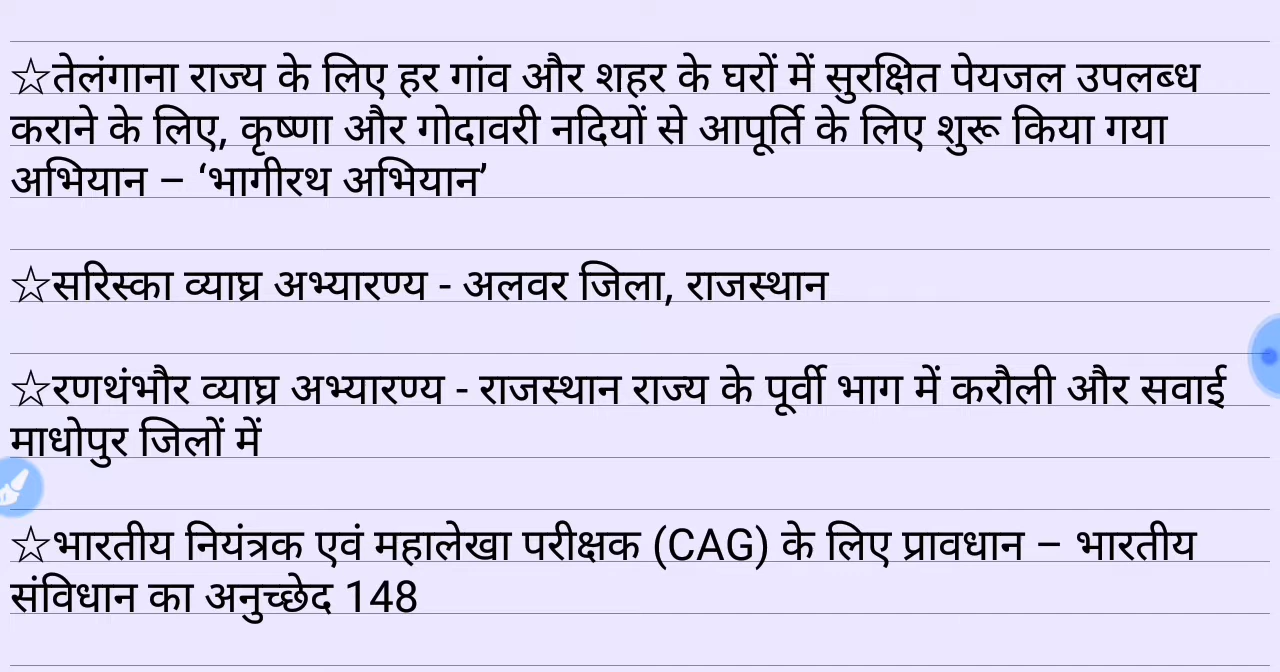 ☆तेलंगाना राज्य के लिए हर गांव और शहर के घरों में सुरक्षित पेयजल उपलब्ध
कराने के लिए, कृष्णा और गोदावरी नदियों से आपूर्ति के लिए शुरू किया गया
अभियान – ‘भागीरथ अभियान’
☆सरिस्का व्याघ्र अभ्यारण्य - अलवर जिला, राजस्थान
☆रणथंभौर व्याघ्र अभ्यारण्य - राजस्थान राज्य के पूर्वी भाग में करौली और सवाई
माधोपुर जिलों में
☆भारतीय नियंत्रक एवं महालेखा परीक्षक (CAG) के लिए प्रावधान – भारतीय
संविधान का अनुच्छेद 148